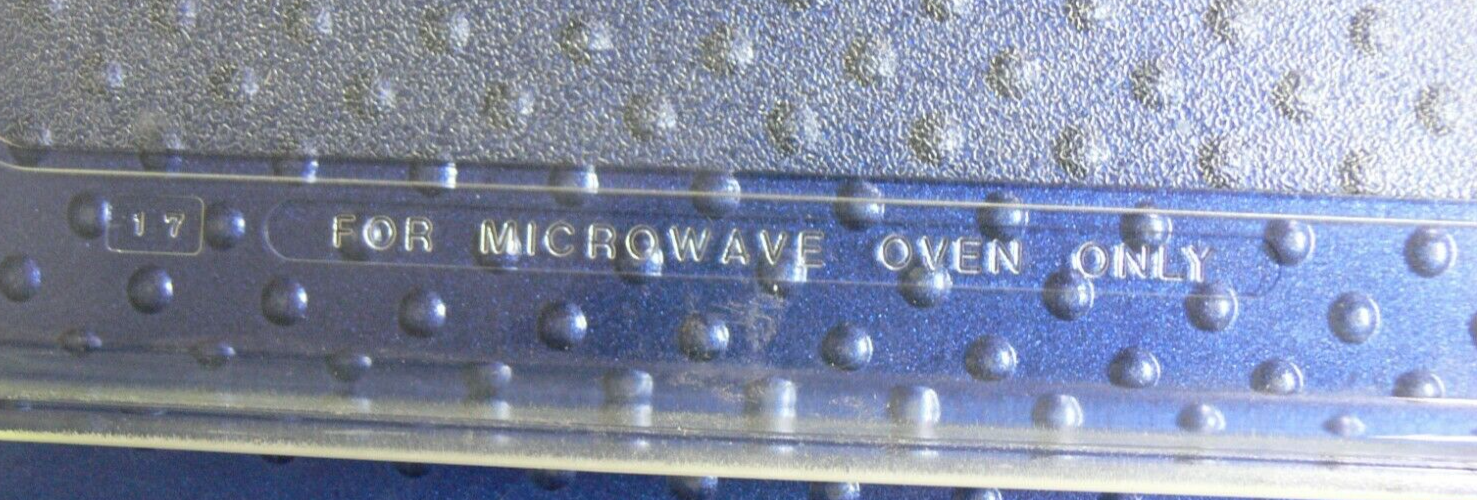 17 FOR MICROWAVE OVEN ONLY